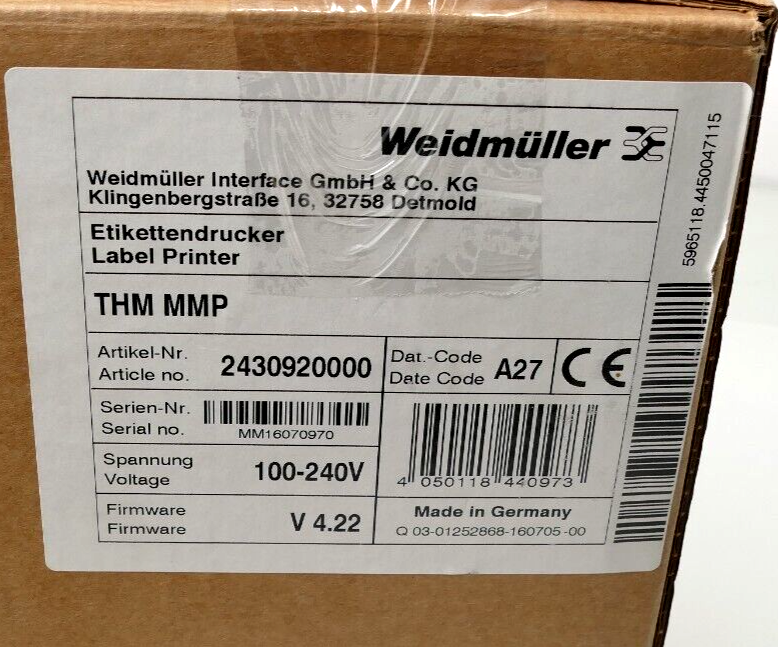 Weidmüller
Weidmüller Interface GmbH & Co. KG
Klingenbergstraße 16, 32758 Detmold
Etikettendrucker
Label Printer
THM MMP
Artikel-Nr.
Article no.
2430920000
Dat.-Code
Date Code
A27
CE
Serien-Nr.
Serial no.
MM16070970
4 050118 440973
Spannung
Voltage
100-240V
Firmware
Firmware
V 4.22
Made in Germany
Q 03-01252868-160705-00
5965118.4450047115